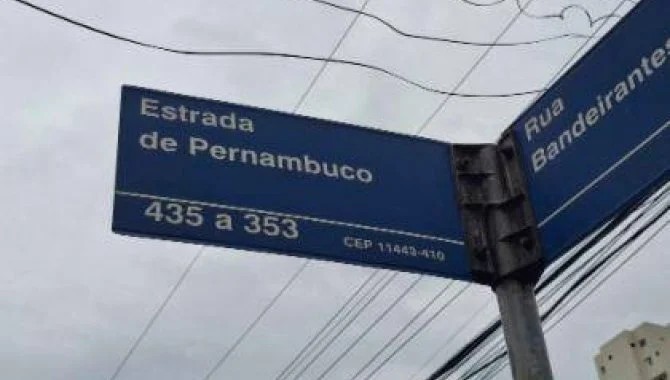 Estrada
de Pernambuco
435 a 353
CEP 11443-410
Rua
Bandeirantes